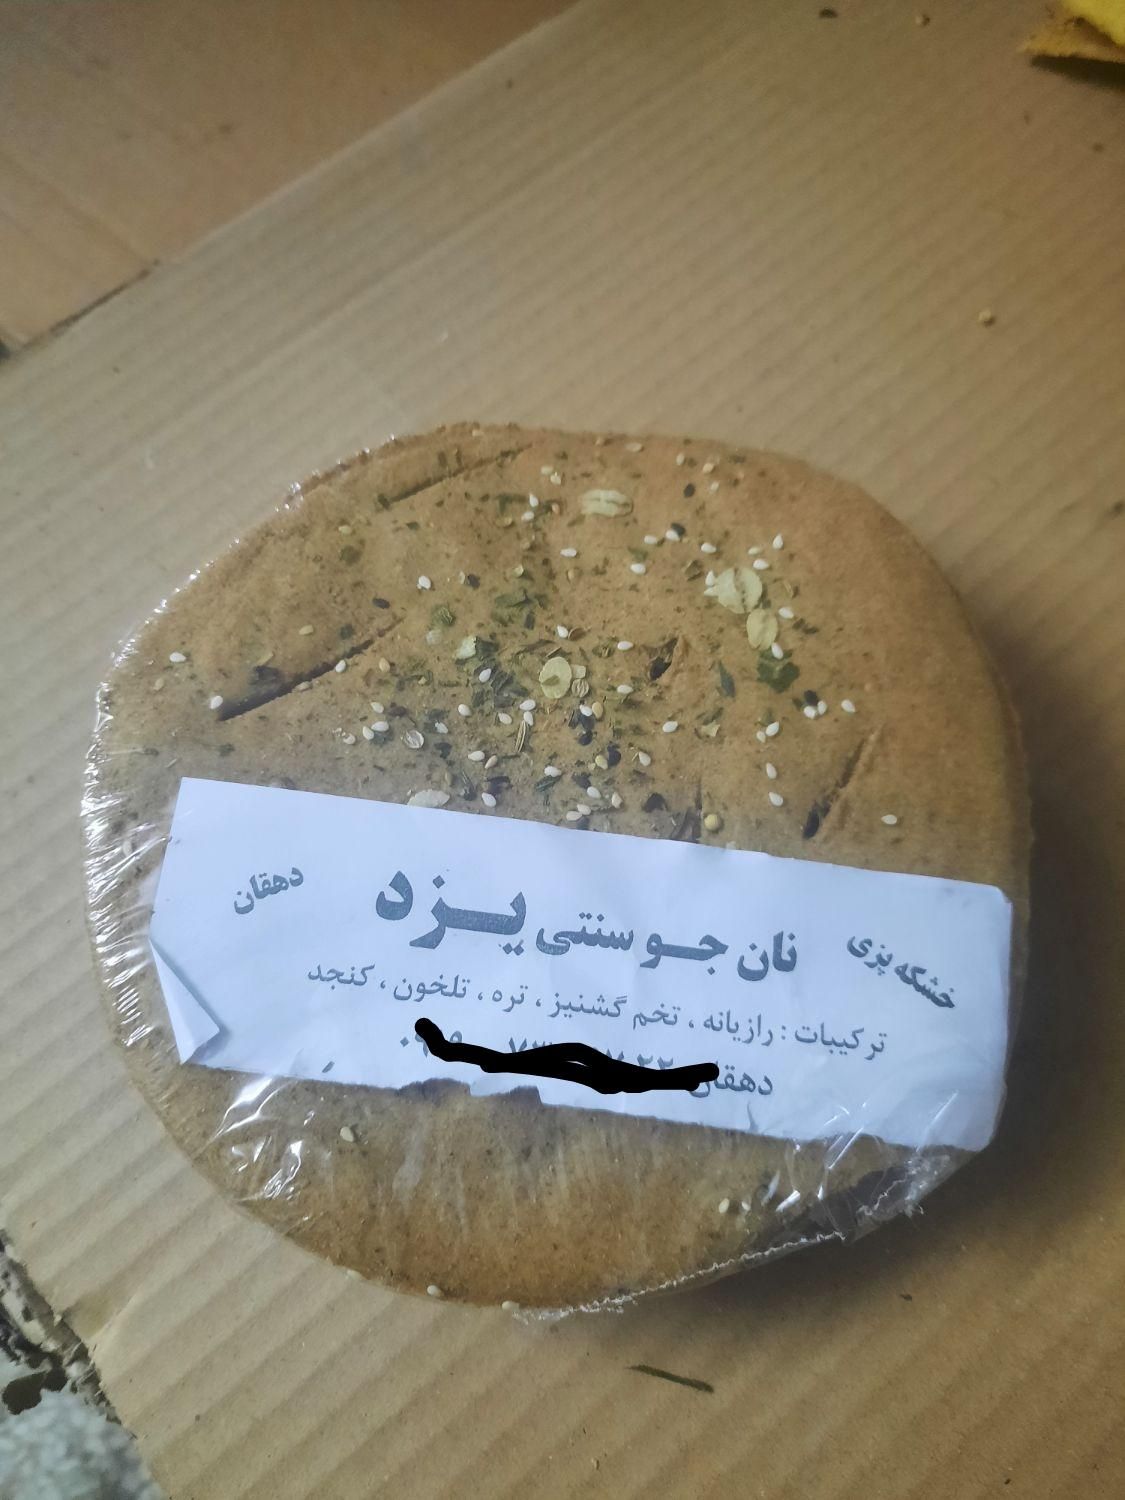 خشکه پزی
نان جو سنتی یزد
دهقان
ترکیبات : رازیانه ، تخم گشنیز ، تره ، تلخون ، کنجد
دهقان